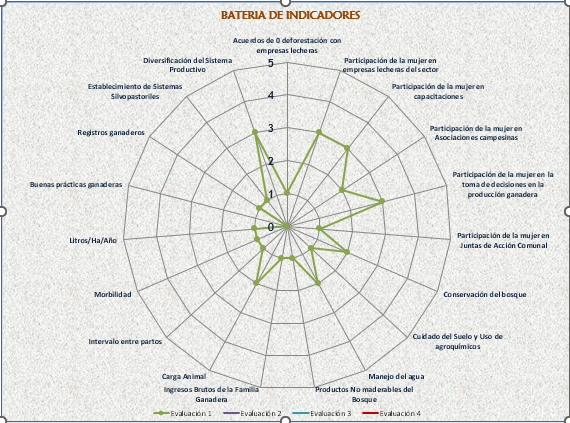 BATERIA DE INDICADORES
Acuerdos de 0 deforestación con
empresas lecheras
Participación de la mujer en
empresas lecheras del sector
Participación de la mujer en
capacitaciones
Participación de la mujer en
Asociaciones campesinas
Participación de la mujer en la
toma de decisiones en la
producción ganadera
Participación de la mujer en
Juntas de Acción Comunal
Conservación del bosque
Cuidado del Suelo y Uso de
agroquímicos
Manejo del agua
Productos No maderables del
Bosque
Ingresos Brutos de la Familia
Ganadera
Carga Animal
Intervalo entre partos
Morbilidad
Litros/Ha/Año
Buenas prácticas ganaderas
Registros ganaderos
Establecimiento de Sistemas
Silvopastoriles
Diversificación del Sistema
Productivo
5
4
3
2
1
0
Evaluación 1
Evaluación 2
Evaluación 3
Evaluación 4